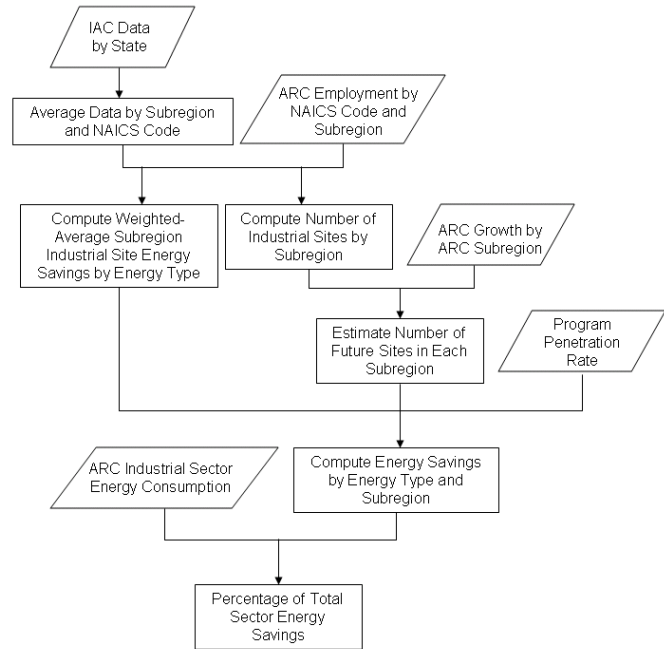 IAC Data
by State
Average Data by Subregion
and NAICS Code
ARC Employment by
NAICS Code and
Subregion
Compute Weighted-
Average Subregion
Industrial Site Energy
Savings by Energy Type
Compute Number of
Industrial Sites by
Subregion
ARC Growth by
ARC Subregion
Estimate Number of
Future Sites in Each
Subregion
Program
Penetration
Rate
ARC Industrial Sector
Energy Consumption
Compute Energy Savings
by Energy Type and
Subregion
Percentage of Total
Sector Energy
Savings